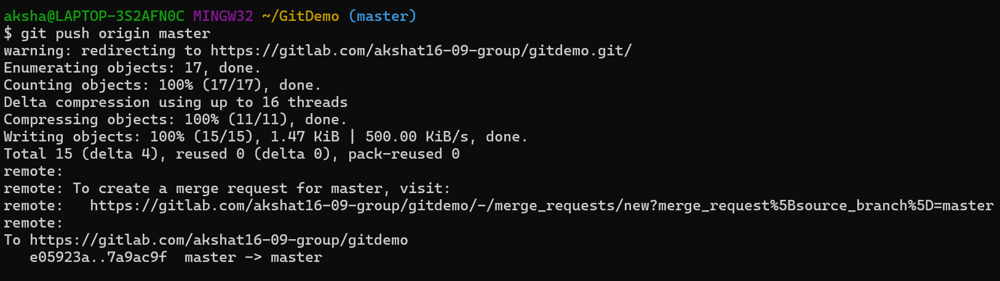 aksha@LAPTOP-3S2AFN0C MINGW32 ~/GitDemo (master)
$ git push origin master
warning: redirecting to https://gitlab.com/akshat16-09-group/gitdemo.git/
Enumerating objects: 17, done.
Counting objects: 100% (17/17), done.
Delta compression using up to 16 threads
Compressing objects: 100% (11/11), done.
Writing objects: 100% (15/15), 1.47 KiB | 500.00 KiB/s, done.
Total 15 (delta 4), reused 0 (delta 0), pack-reused 0
remote:
remote: To create a merge request for master, visit:
remote:   https://gitlab.com/akshat16-09-group/gitdemo/-/merge_requests/new?merge_request%5Bsource_branch%5D=master
remote:
To https://gitlab.com/akshat16-09-group/gitdemo
   e05923a..7a9ac9f  master -> master